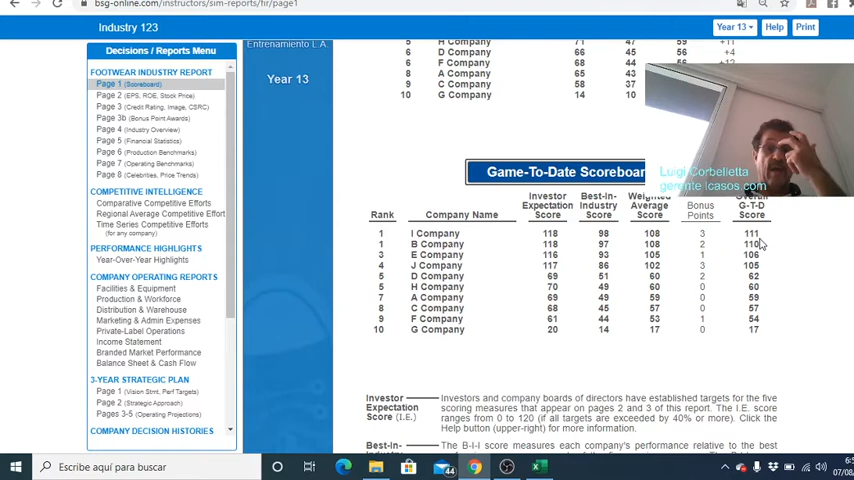 bsg-online.com/instructors/sim-reports/hr/page1
Industry 123
Year 13
Help
Print
Decisions / Reports Menu
FOOTWEAR INDUSTRY REPORT
Page 1 (Scoreboard)
Page 2 (EPS, ROE, Stock Price)
Page 3 (Credit Rating, Image, CSRC)
Page 3b (Bonus Point Awards)
Page 4 (Industry Overview)
Page 5 (Financial Statistics)
Page 6 (Production Benchmarks)
Page 7 (Operating Benchmarks)
Page 8 (Celebrities, Price Trends)
COMPETITIVE INTELLIGENCE
Comparative Competitive Efforts
Regional Average Competitive Effort
Time Series Competitive Efforts
(for any company)
PERFORMANCE HIGHLIGHTS
Year-Over-Year Highlights
COMPANY OPERATING REPORTS
Facilities & Equipment
Production & Workforce
Distribution & Warehouse
Marketing & Admin Expenses
Private-Label Operations
Income Statement
Branded Market Performance
Balance Sheet & Cash Flow
3-YEAR STRATEGIC PLAN
Page 1 (Vision Stmt, Perf Targets)
Page 2 (Strategic Approach)
Pages 3-5 (Operating Projections)
COMPANY DECISION HISTORIES
Entrenamiento L.A.
Year 13
5 H Company 71 47 59 +11
6 D Company 66 45 56 +4
6 F Company 68 44 56 +12
8 A Company 65 43
9 C Company 58 37
10 G Company 14 10
Luigi Corbelletta
gerente lcasos.com
Game-To-Date Scoreboar
Rank Company Name Investor Expectation Score Best-In-Industry Score Weighted Average Score Bonus Points Overall G-T-D Score
1 I Company 118 98 108 3 111
1 B Company 118 97 108 2 110
3 E Company 116 93 105 1 106
4 J Company 117 86 102 3 105
5 D Company 69 51 60 2 62
5 H Company 70 49 60 0 60
7 A Company 69 49 59 0 59
8 C Company 68 45 57 0 57
9 F Company 61 44 53 1 54
10 G Company 20 14 17 0 17
Investor Expectation Score (I.E.)
Investors and company boards of directors have established targets for the five
scoring measures that appear on pages 2 and 3 of this report. The I.E. score
ranges from 0 to 120 (if all targets are exceeded by 40% or more). Click the
Help button (upper-right) for more information.
Best-In-
The B-I-I score measures each company's performance relative to the best
Escribe aquí para buscar
44
07/08/